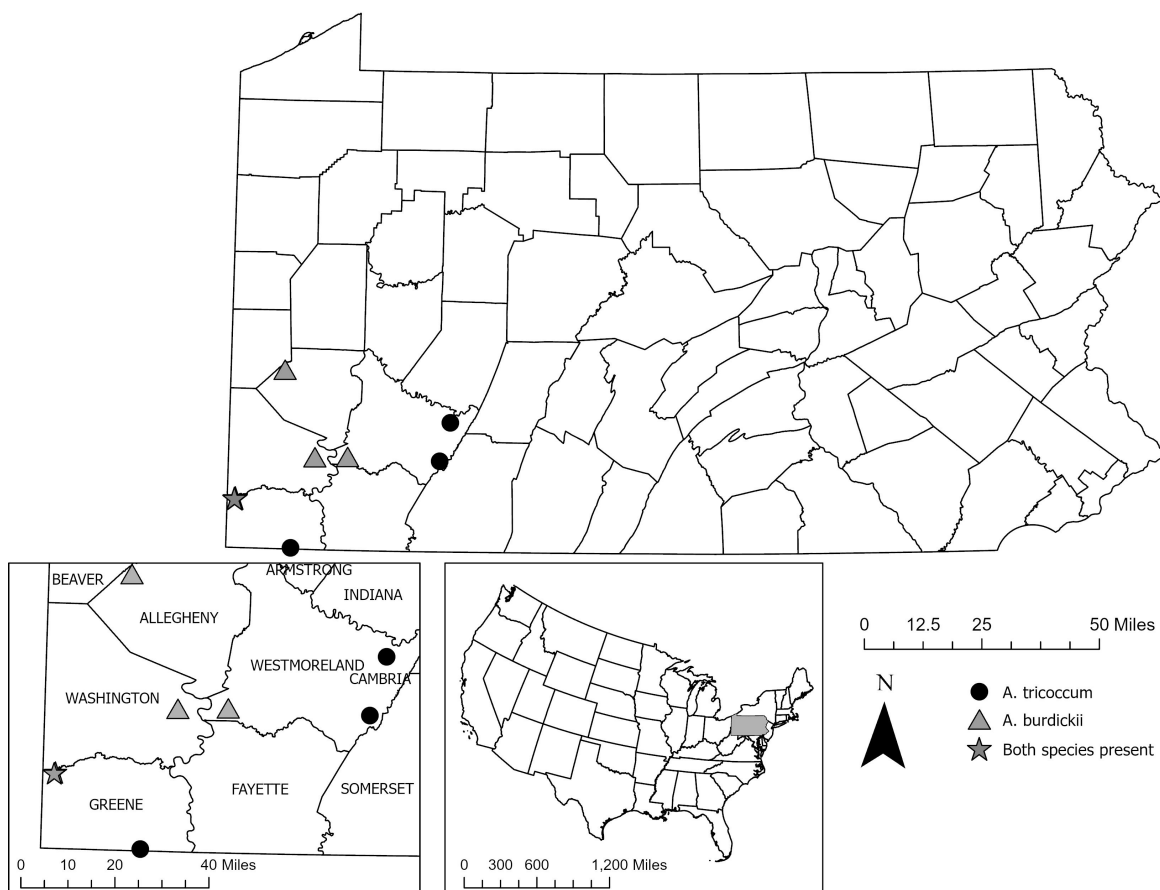 ARMSTRONG
BEAVER
INDIANA
ALLEGHENY
WESTMORELAND
CAMBRIA
WASHINGTON
FAYETTE
SOMERSET
GREENE
0 10 20 40 Miles
0 300 600 1,200 Miles
0 12.5 25 50 Miles
N
A. tricoccum
A. burdickii
Both species present